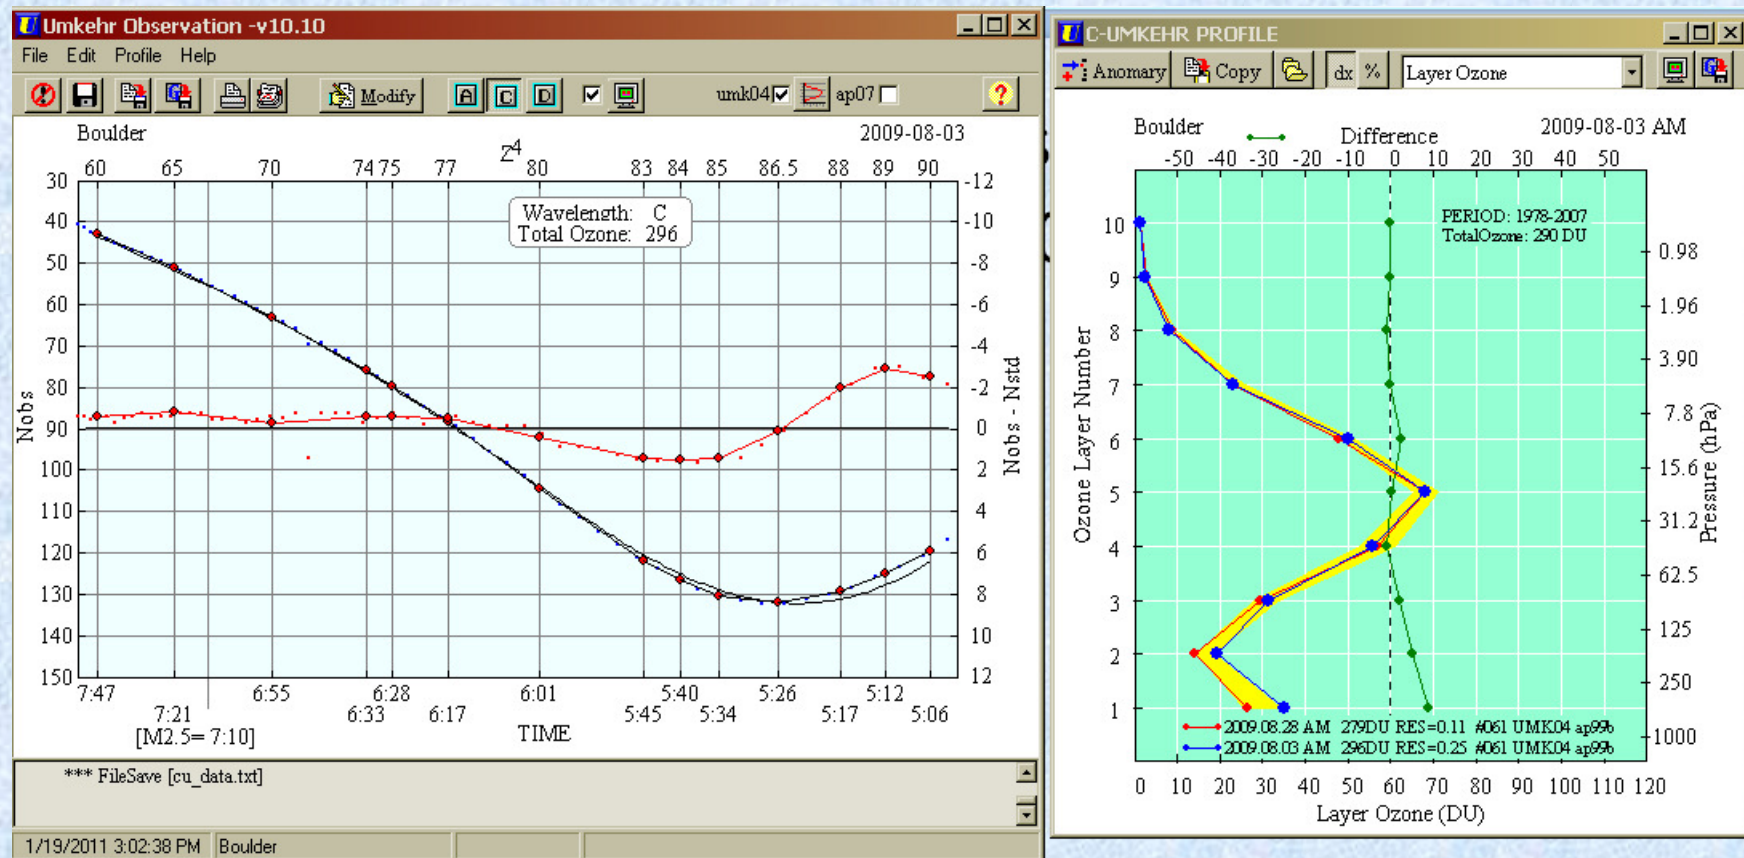 Umkehr Observation -v10.10
File Edit Profile Help
Modify A C D umk04 ap07 ?
Boulder 2009-08-03
Z4
60 65 70 74 75 77 80 83 84 85 86.5 88 89 90
30 -12
40 -10
50 -8
60 -6
70 -4
80 -2
90 0
100 2
110 4
120 6
130 8
140 10
150 12
Nobs
Nobs - Nstd
Wavelength: C
Total Ozone: 296
7:47 6:55 6:28 6:01 5:40 5:26 5:12
7:21 6:33 6:17 5:45 5:34 5:17 5:06
[M2.5= 7:10] TIME
*** FileSave [cu_data.txt]
1/19/2011 3:02:38 PM Boulder
C-UMKEHR PROFILE
Anomary Copy dx % Layer Ozone
Boulder 2009-08-03 AM
Difference
-50 -40 -30 -20 -10 0 10 20 30 40 50
PERIOD: 1978-2007
TotalOzone: 290 DU
Ozone Layer Number
10
9
8
7
6
5
4
3
2
1
0.98
1.96
3.90
7.8
15.6
31.2
62.5
125
250
1000
Pressure (hPa)
2009.08.28 AM 279DU RES=0.11 #061 UMK04 ap99b
2009.08.03 AM 296DU RES=0.25 #061 UMK04 ap99b
0 10 20 30 40 50 60 70 80 90 100 110 120
Layer Ozone (DU)